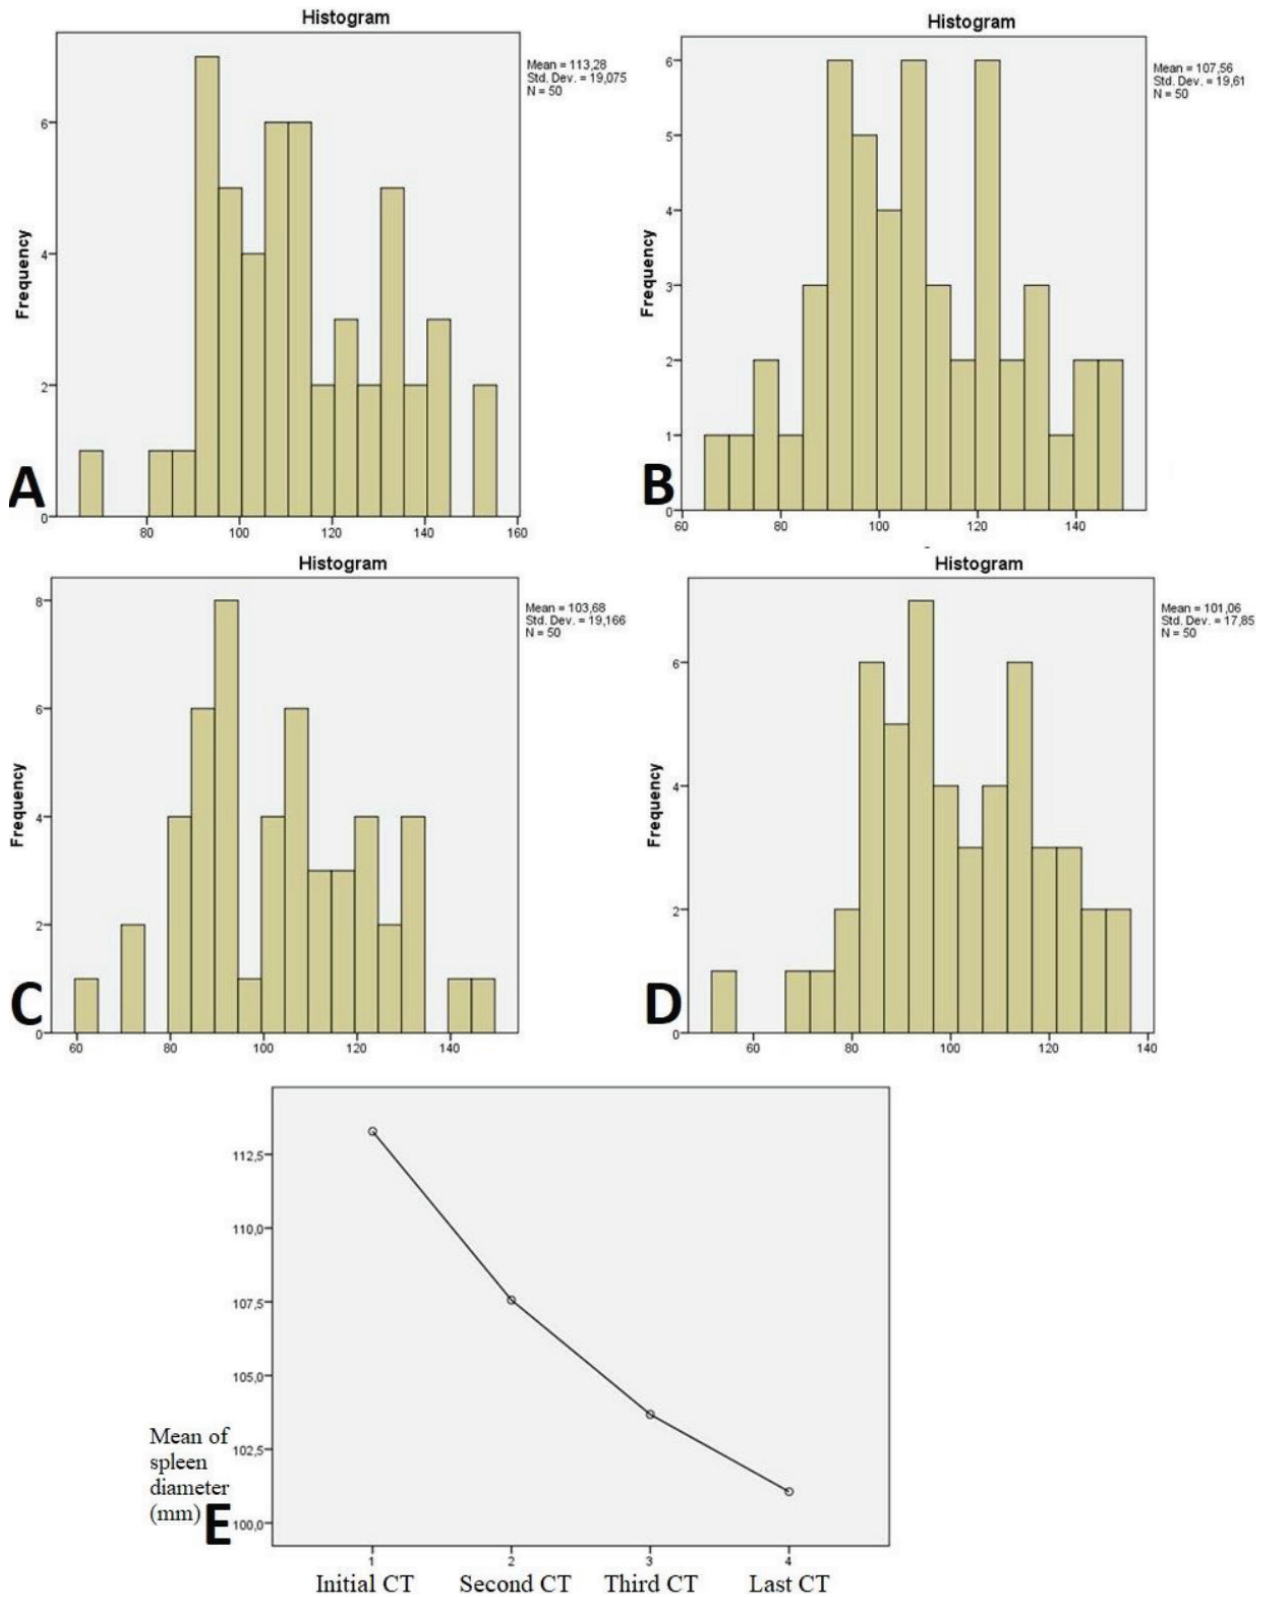 Histogram
Mean = 113,28
Std. Dev. = 19,075
N = 50
Frequency
6
4
2
0
80 100 120 140 160
A
Histogram
Mean = 107,56
Std. Dev. = 19,61
N = 50
Frequency
6
5
4
3
2
1
0
60 80 100 120 140
B
Histogram
Mean = 103,68
Std. Dev. = 19,166
N = 50
Frequency
8
6
4
2
0
60 80 100 120 140
C
Histogram
Mean = 101,06
Std. Dev. = 17,85
N = 50
Frequency
6
4
2
0
60 80 100 120 140
D
112,5
110,0
107,5
105,0
102,5
100,0
Mean of
spleen
diameter
(mm)
E
1 2 3 4
Initial CT Second CT Third CT Last CT